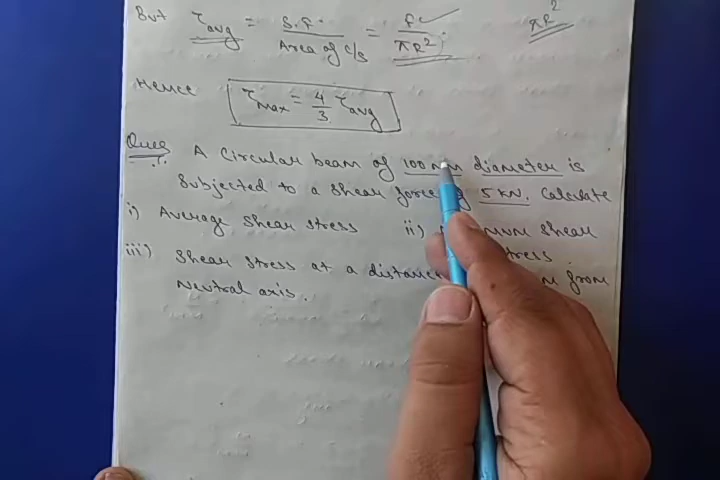 But τavg = S.F. / Area of c/s = F / πR² πR²
Hence τmax = 4/3 τavg
Ques A Circular beam of 100 mm diameter is
Subjected to a shear force of 5 kN. Calculate
i) Average shear stress ii) shear
iii) Shear stress at a distance from
Neutral axis.